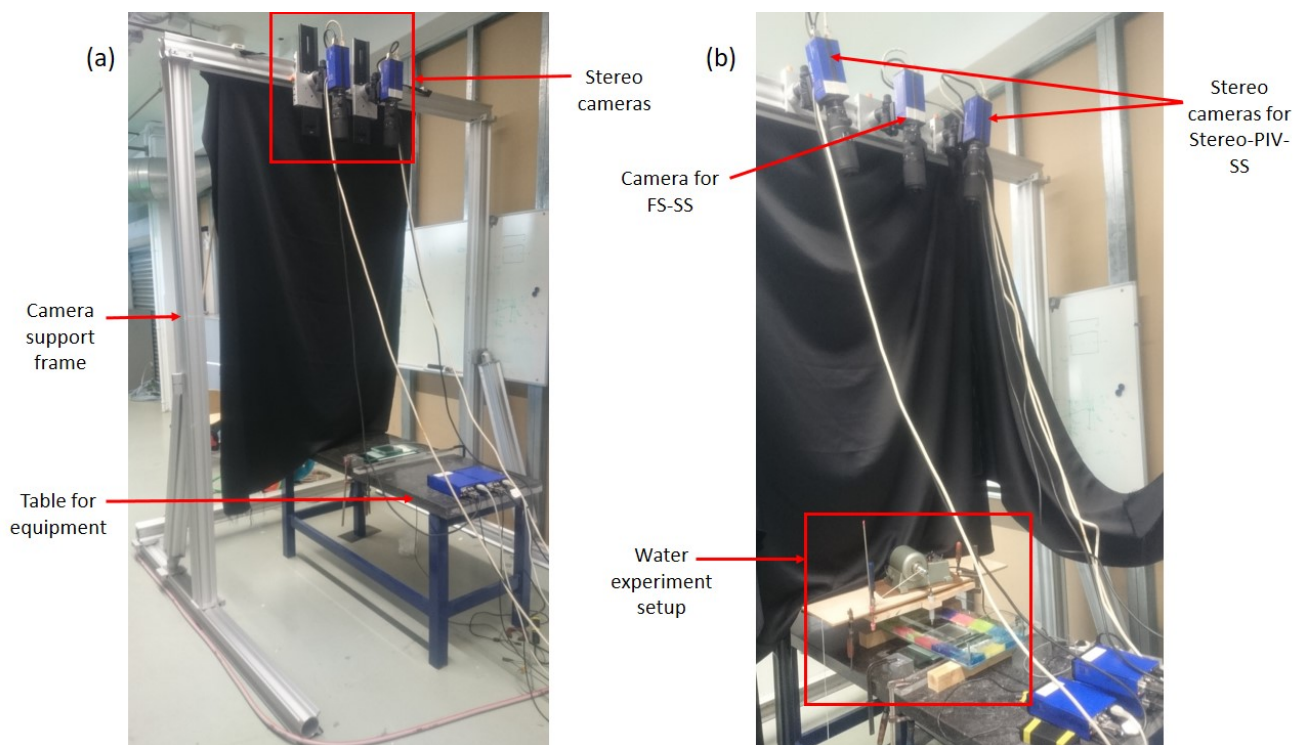 (a)
Stereo
cameras
Camera
support
frame
Table for
equipment
(b)
Stereo
cameras for
Stereo-PIV-
SS
Camera for
FS-SS
Water
experiment
setup